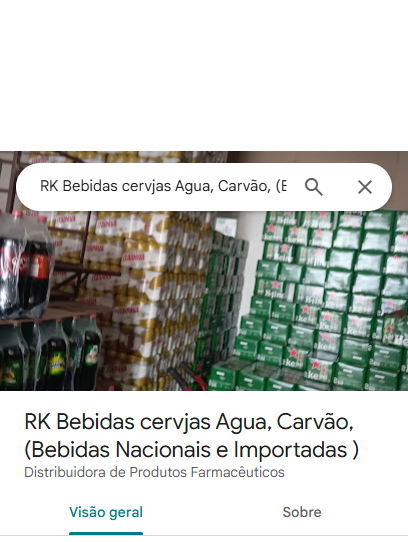 RK Bebidas cervjas Agua, Carvão, (E
RK Bebidas cervjas Agua, Carvão,
(Bebidas Nacionais e Importadas )
Distribuidora de Produtos Farmacêuticos
Visão geral
Sobre